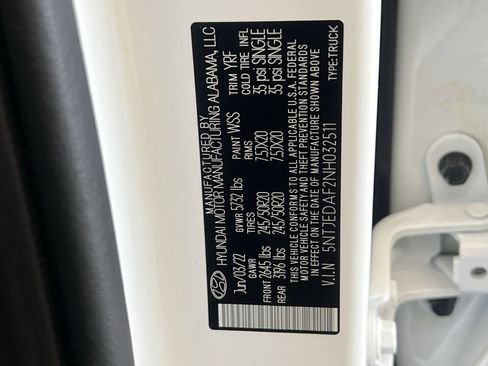 MANUFACTURED BY
HYUNDAI MOTOR MANUFACTURING ALABAMA, LLC
Jun/03/22 GVWR 5732 lbs PAINT WSS TRIM YRF
GAWR RIMS COLD TIRE INFL
FRONT 2645 lbs 245/50R20 7.5JX20 35 psi SINGLE
REAR 3196 lbs 245/50R20 7.5JX20 35 psi SINGLE
THIS VEHICLE CONFORMS TO ALL APPLICABLE U.S.A. FEDERAL
MOTOR VEHICLE SAFETY AND THEFT PREVENTION STANDARDS
IN EFFECT ON THE DATE OF MANUFACTURE SHOWN ABOVE.
V.I.N 5NTJEDAF2NH032511 TYPE:TRUCK